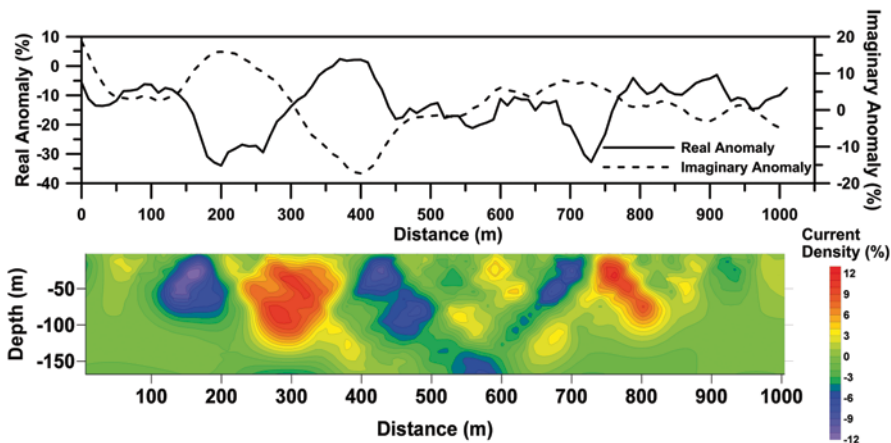 Real Anomaly (%)
10
0
-10
-20
-30
-40
Imaginary Anomaly (%)
20
10
0
-10
-20
Real Anomaly
Imaginary Anomaly
0 100 200 300 400 500 600 700 800 900 1000
Distance (m)
Current
Density (%)
Depth (m)
-50
-100
-150
12
9
6
3
0
-3
-6
-9
-12
100 200 300 400 500 600 700 800 900 1000
Distance (m)